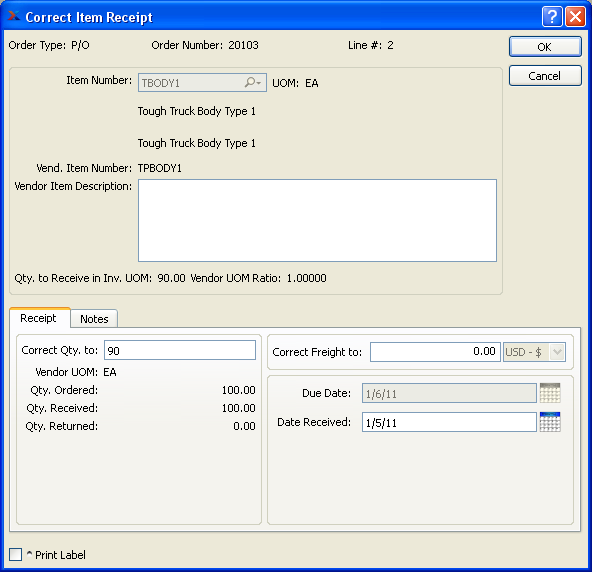 Correct Item Receipt
Order Type: P/O Order Number: 20103 Line #: 2
OK
Cancel
Item Number: TBODY1 UOM: EA
Tough Truck Body Type 1
Tough Truck Body Type 1
Vend. Item Number: TPBODY1
Vendor Item Description:
Qty. to Receive in Inv. UOM: 90.00 Vendor UOM Ratio: 1.00000
Receipt Notes
Correct Qty. to: 90
Vendor UOM: EA
Qty. Ordered: 100.00
Qty. Received: 100.00
Qty. Returned: 0.00
Correct Freight to: 0.00 USD - $
Due Date: 1/6/11
Date Received: 1/5/11
^ Print Label